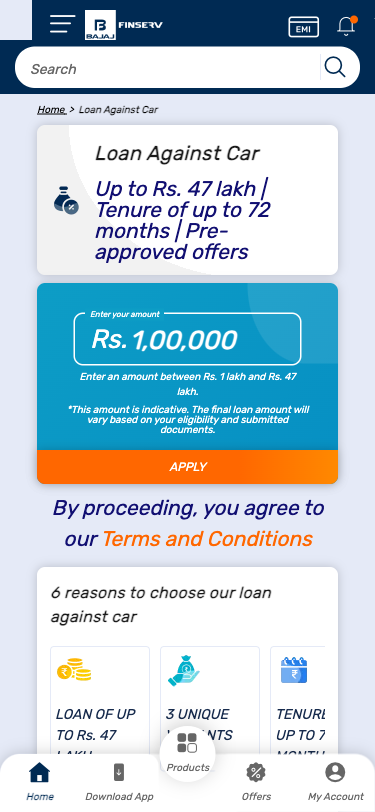 BAJAJ FINSERV
EMI
Search
Home > Loan Against Car
Loan Against Car
Up to Rs. 47 lakh |
Tenure of up to 72
months | Pre-
approved offers
Enter your amount
Rs. 1,00,000
Enter an amount between Rs. 1 lakh and Rs. 47
lakh.
*This amount is indicative. The final loan amount will
vary based on your eligibility and submitted
documents.
APPLY
By proceeding, you agree to
our Terms and Conditions
6 reasons to choose our loan
against car
LOAN OF UP
TO Rs. 47
3 UNIQUE
TENURE
UP TO 7
Products
Home
Download App
Offers
My Account